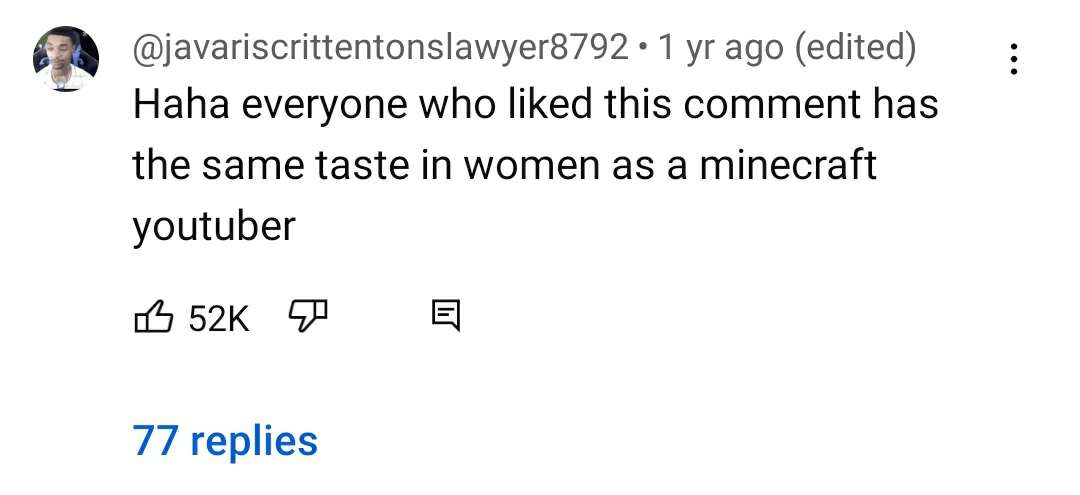 @javariscrittentonslawyer8792 • 1 yr ago (edited)
Haha everyone who liked this comment has
the same taste in women as a minecraft
youtuber
52K
77 replies